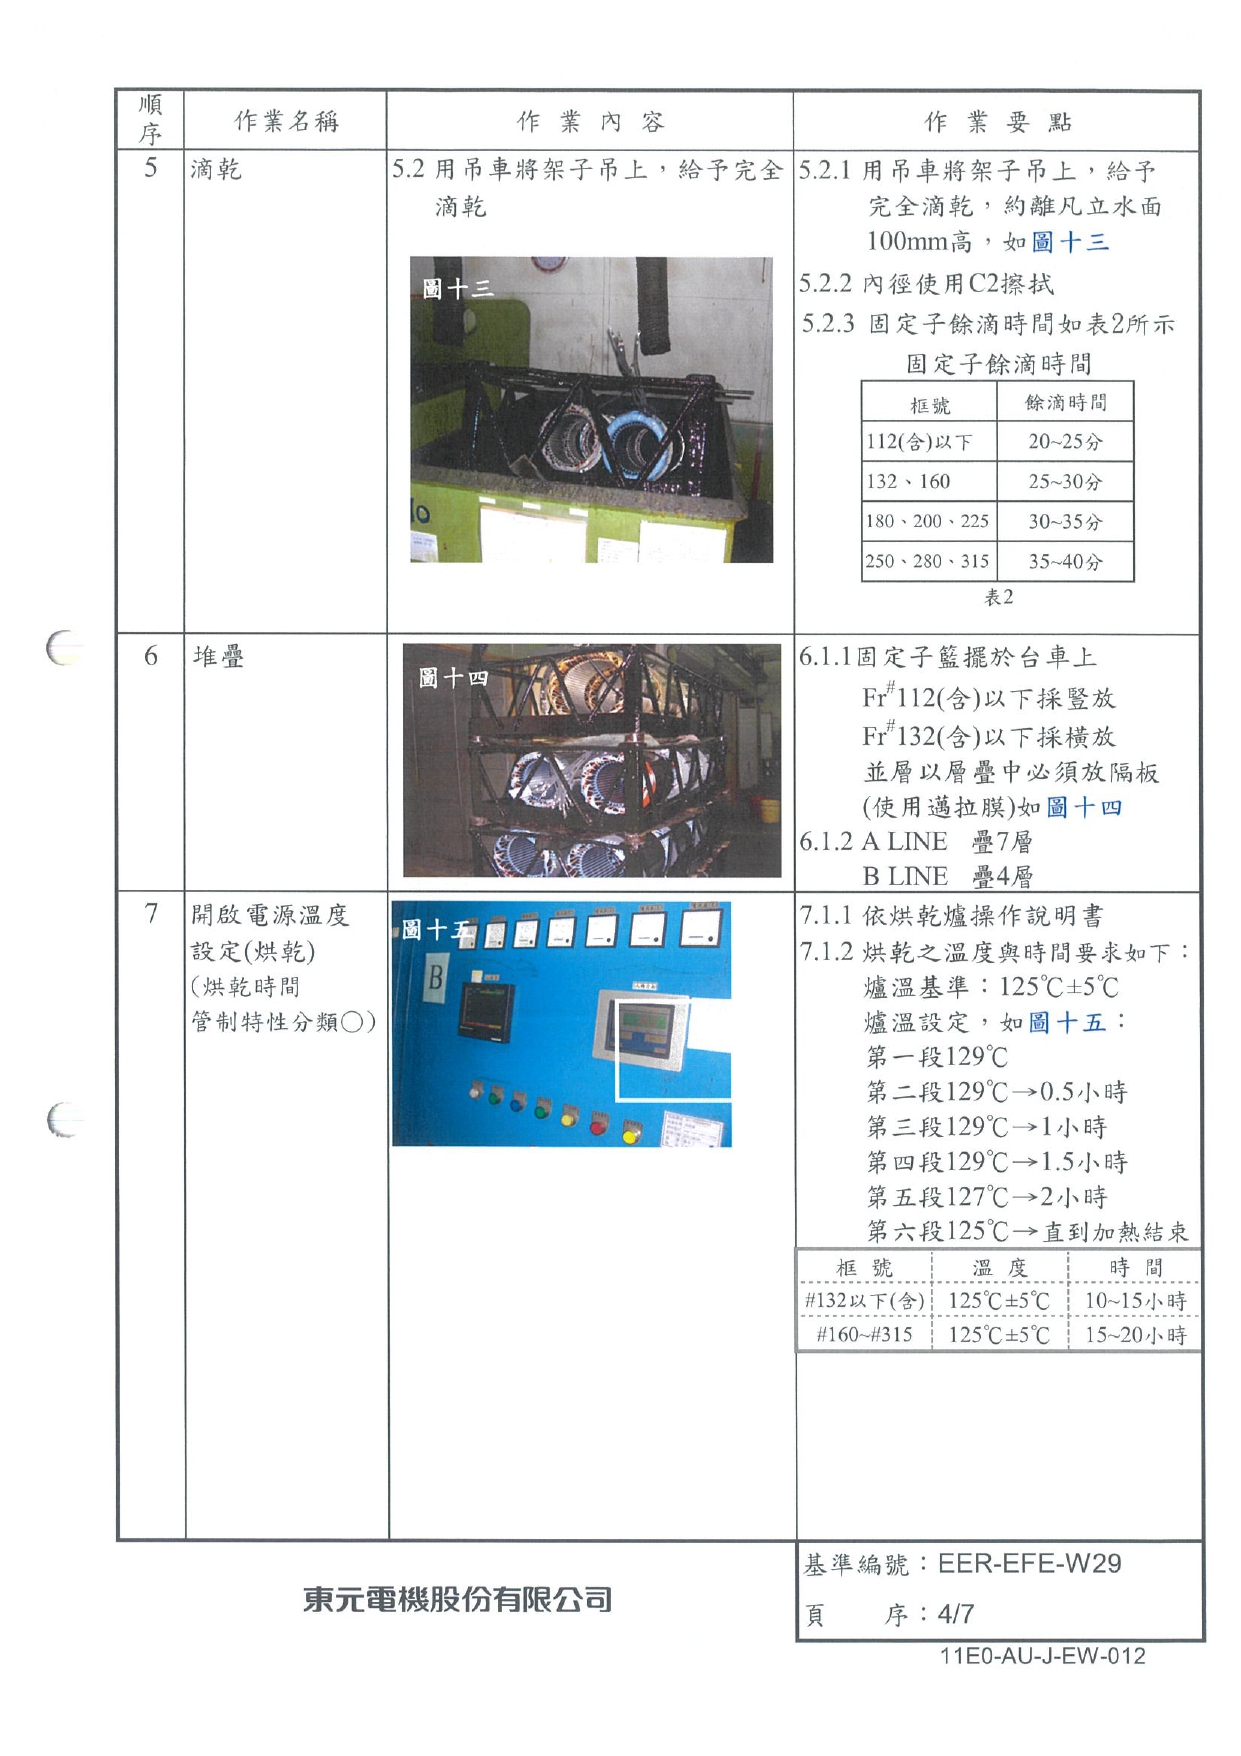 順序 作業名稱 作業內容 作業要點
5 滴乾
5.2 用吊車將架子吊上，給予完全
滴乾
圖十三
5.2.1 用吊車將架子吊上，給予
完全滴乾，約離凡立水面
100mm高，如圖十三
5.2.2 內徑使用C2擦拭
5.2.3 固定子餘滴時間如表2所示
固定子餘滴時間
框號 餘滴時間
112(含)以下 20~25分
132、160 25~30分
180、200、225 30~35分
250、280、315 35~40分
表2
6 堆疊
圖十四
6.1.1固定子籃擺於台車上
Fr#112(含)以下採豎放
Fr#132(含)以下採橫放
並層以層疊中必須放隔板
(使用邁拉膜)如圖十四
6.1.2 A LINE 疊7層
B LINE 疊4層
7 開啟電源溫度
設定(烘乾)
(烘乾時間
管制特性分類○)
圖十五
B
7.1.1 依烘乾爐操作說明書
7.1.2 烘乾之溫度與時間要求如下：
爐溫基準：125℃±5℃
爐溫設定，如圖十五：
第一段129℃
第二段129℃→0.5小時
第三段129℃→1小時
第四段129℃→1.5小時
第五段127℃→2小時
第六段125℃→直到加熱結束
框號 溫度 時間
#132以下(含) 125℃±5℃ 10~15小時
#160~#315 125℃±5℃ 15~20小時
東元電機股份有限公司
基準編號：EER-EFE-W29
頁 序：4/7
11E0-AU-J-EW-012